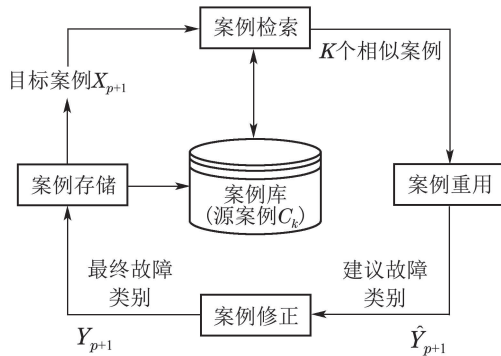 案例检索
K个相似案例
目标案例X_{p+1}
案例存储
案例库
(源案例C_k)
案例重用
最终故障
类别
Y_{p+1}
案例修正
建议故障
类别
Ŷ_{p+1}